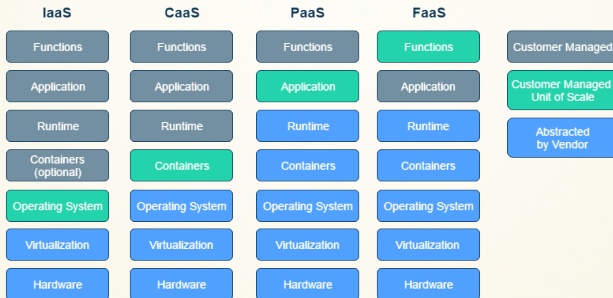 IaaS
CaaS
PaaS
FaaS
Functions
Functions
Functions
Functions
Customer Managed
Application
Application
Application
Application
Customer Managed
Unit of Scale
Runtime
Runtime
Runtime
Runtime
Abstracted
by Vendor
Containers
(optional)
Containers
Containers
Containers
Operating System
Operating System
Operating System
Operating System
Virtualization
Virtualization
Virtualization
Virtualization
Hardware
Hardware
Hardware
Hardware